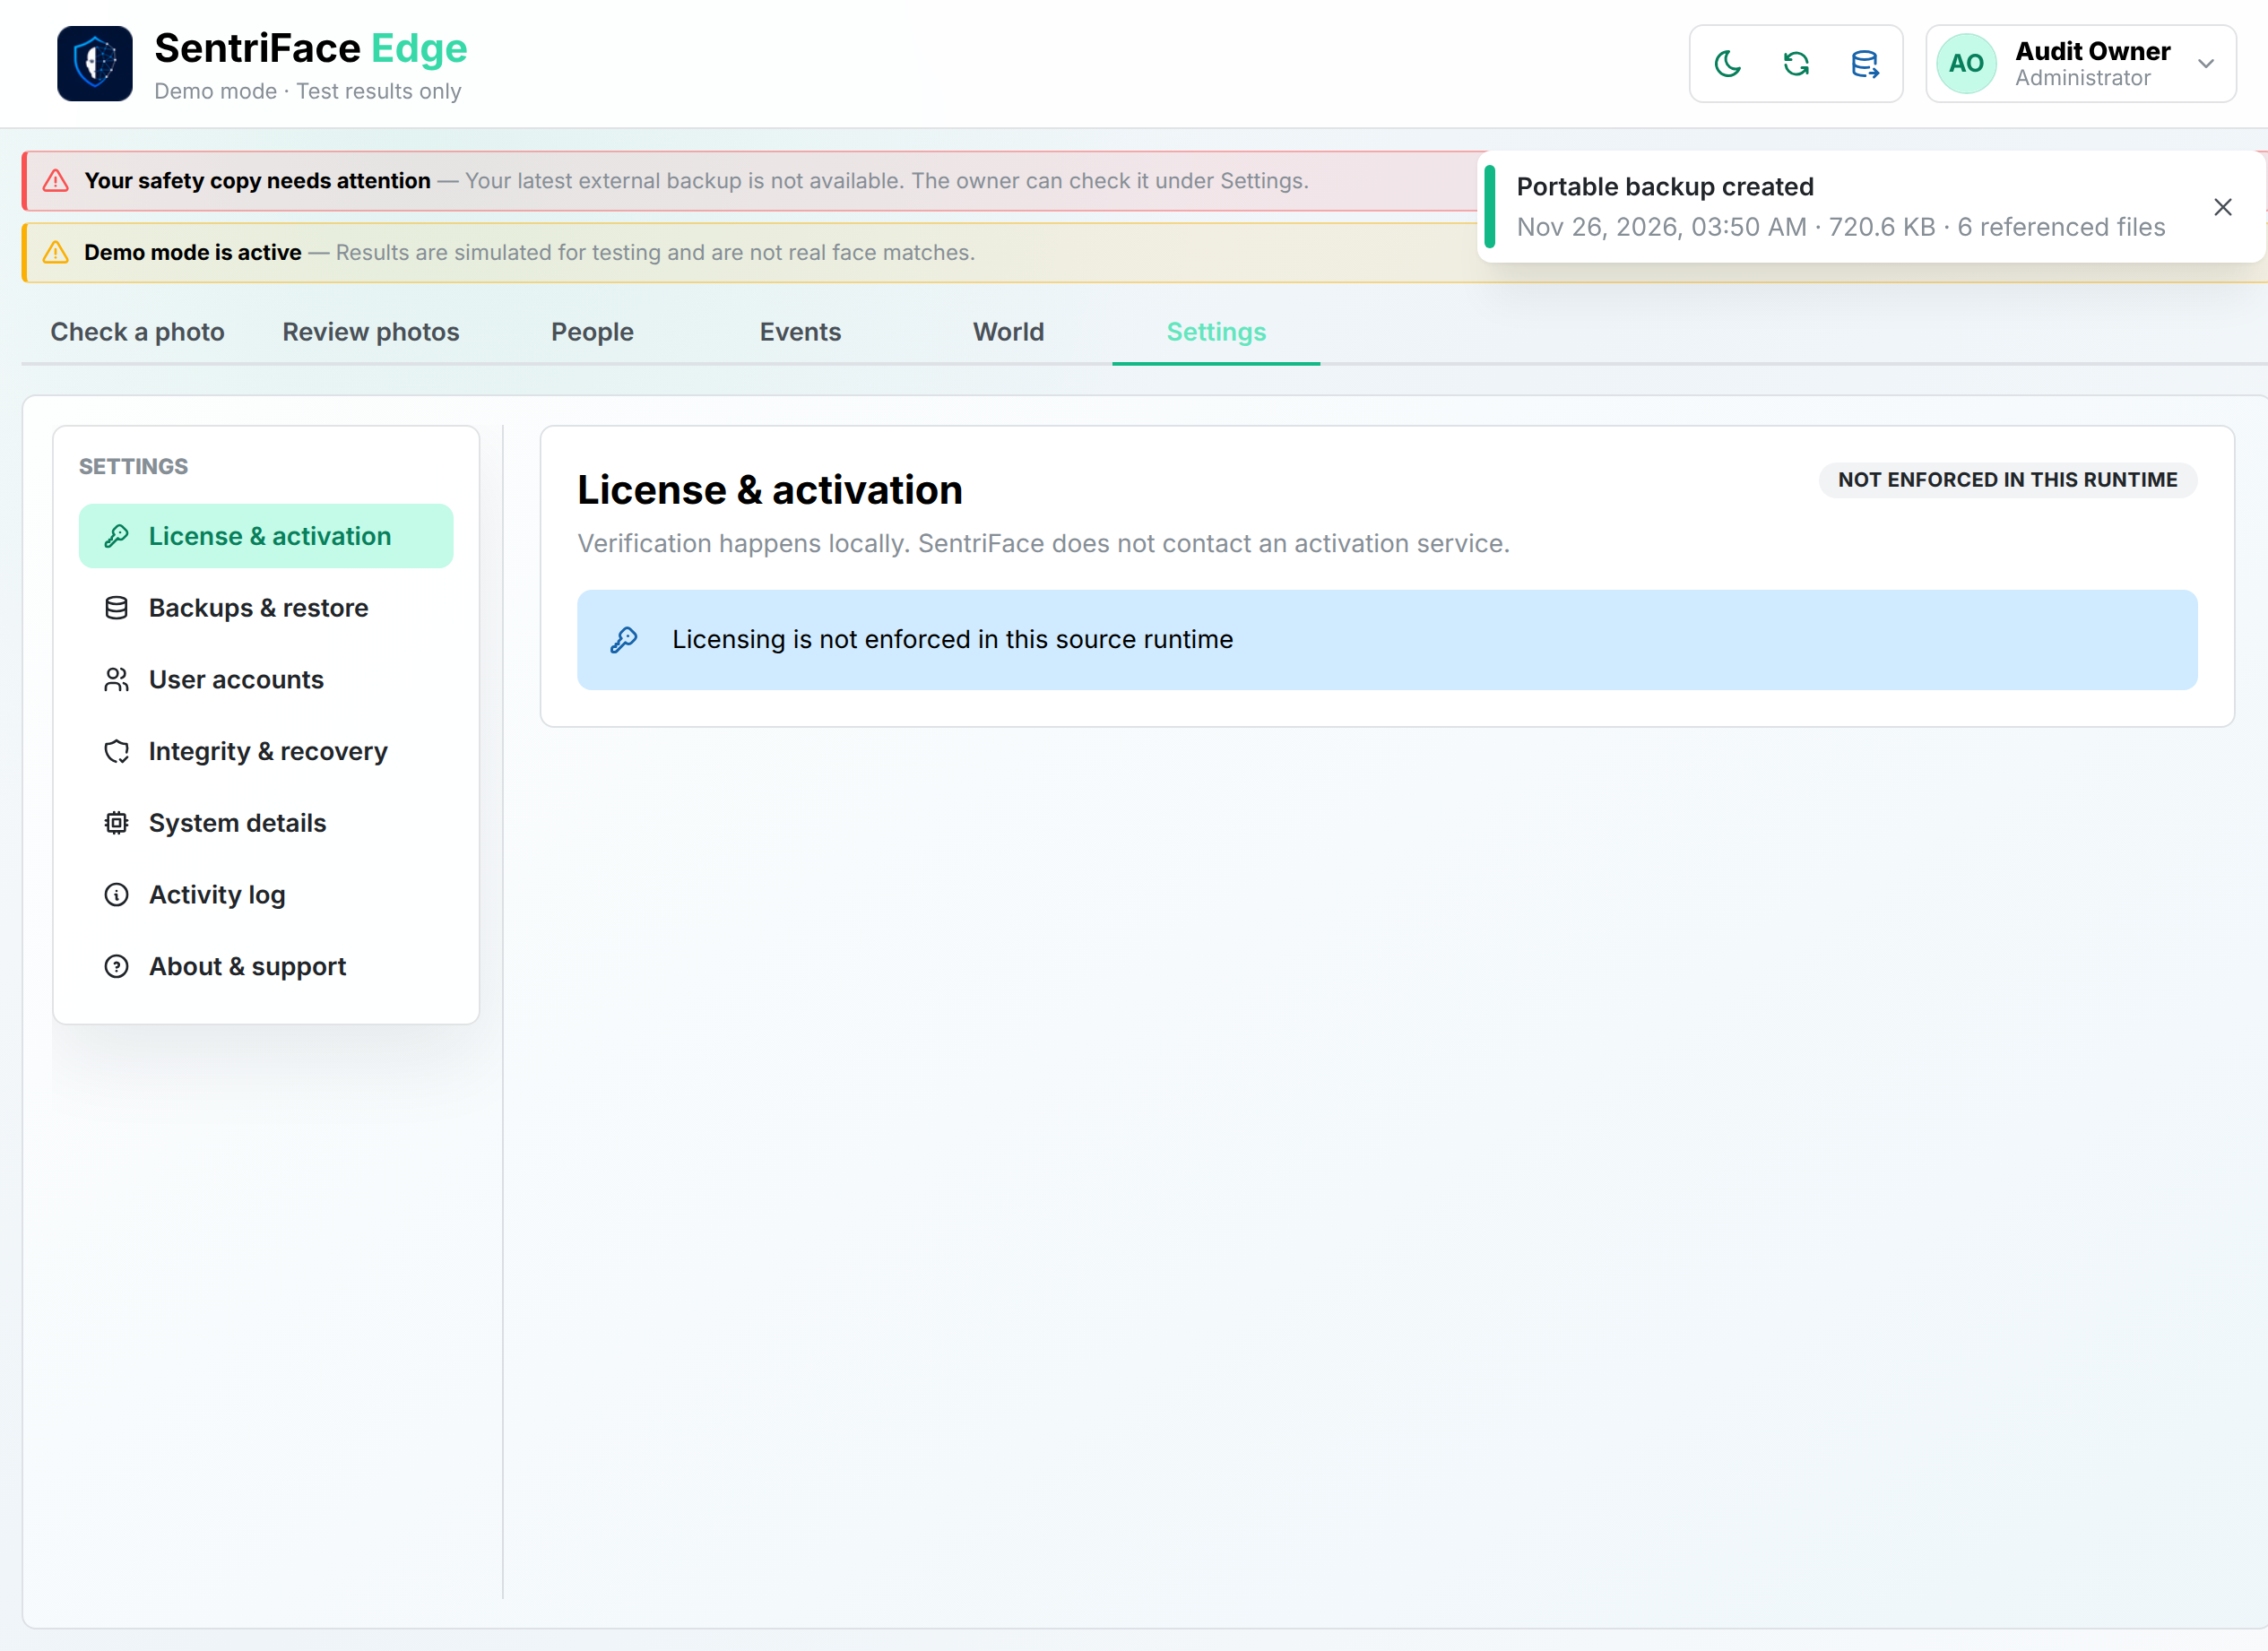 SentriFace Edge
Demo mode · Test results only
AO
Audit Owner
Administrator
Your safety copy needs attention — Your latest external backup is not available. The owner can check it under Settings.
Portable backup created
Nov 26, 2026, 03:50 AM · 720.6 KB · 6 referenced files
Demo mode is active — Results are simulated for testing and are not real face matches.
Check a photo
Review photos
People
Events
World
Settings
SETTINGS
License & activation
Backups & restore
User accounts
Integrity & recovery
System details
Activity log
About & support
License & activation
NOT ENFORCED IN THIS RUNTIME
Verification happens locally. SentriFace does not contact an activation service.
Licensing is not enforced in this source runtime